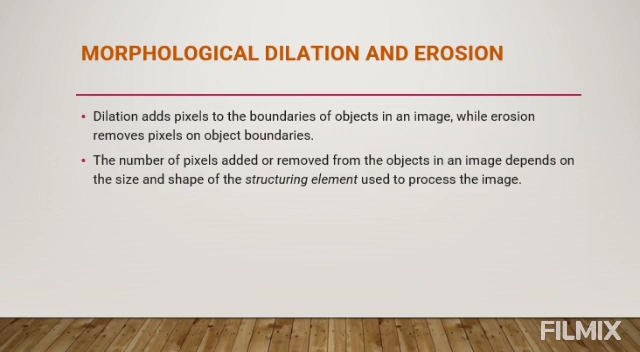 MORPHOLOGICAL DILATION AND EROSION
• Dilation adds pixels to the boundaries of objects in an image, while erosion
removes pixels on object boundaries.
• The number of pixels added or removed from the objects in an image depends on
the size and shape of the structuring element used to process the image.
FILMIX